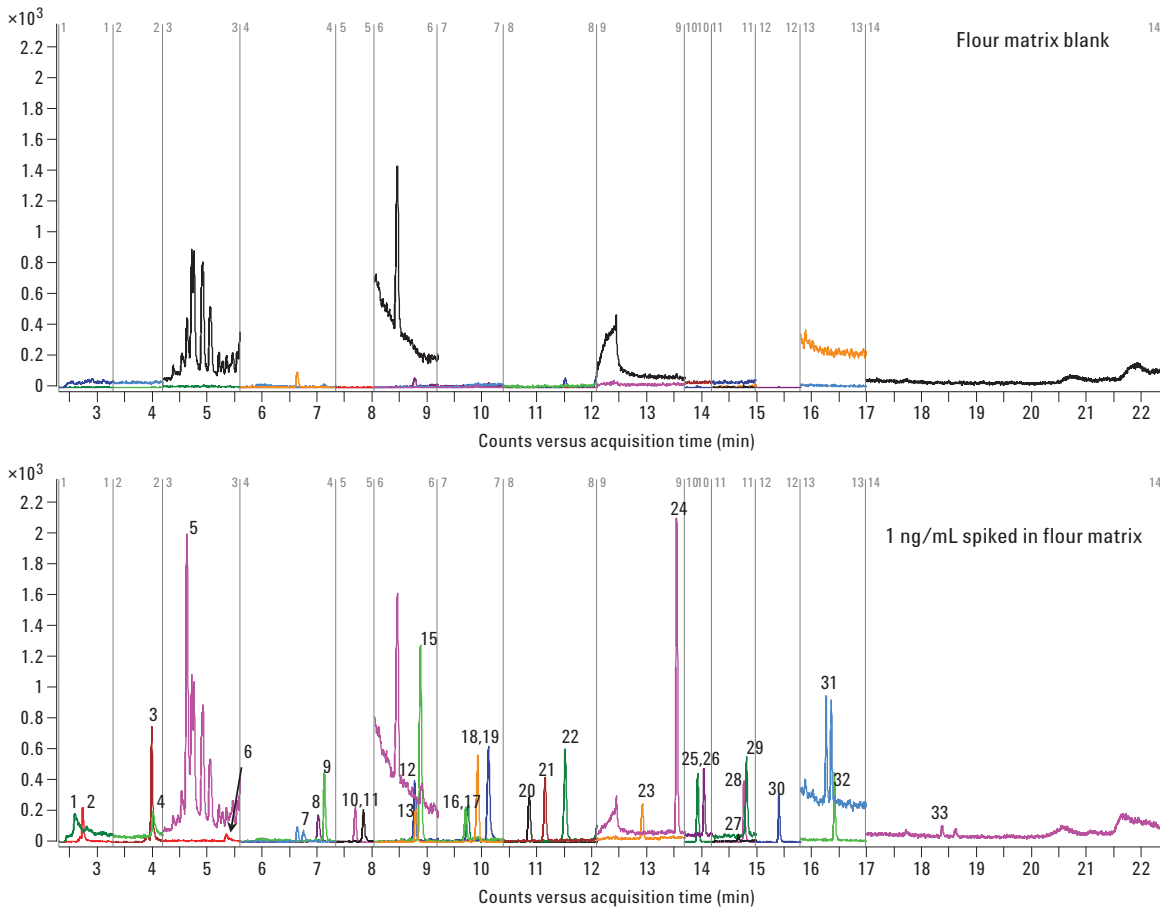 ×10³
1 1 2 2 3 3 4 4 5 5 6 6 7 7 8 8 9 9 10 10 11 11 12 12 13 13 14 14
Flour matrix blank
2.2
2
1.8
1.6
1.4
1.2
1
0.8
0.6
0.4
0.2
0
3 4 5 6 7 8 9 10 11 12 13 14 15 16 17 18 19 20 21 22
Counts versus acquisition time (min)
×10³
1 1 2 2 3 3 4 4 5 5 6 6 7 7 8 8 9 9 10 10 11 11 12 12 13 13 14 14
1 ng/mL spiked in flour matrix
2.2
2
1.8
1.6
1.4
1.2
1
0.8
0.6
0.4
0.2
0
1 2 3 4 5 6 7 8 9 10,11 12 13 15 16,17 18,19 20 21 22 23 24 25,26 27 28 29 30 31 32 33
3 4 5 6 7 8 9 10 11 12 13 14 15 16 17 18 19 20 21 22
Counts versus acquisition time (min)